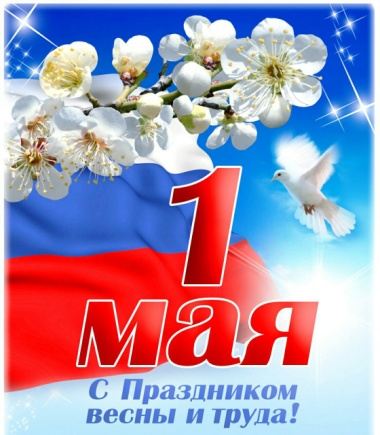 1
мая
С Праздником
весны и труда!